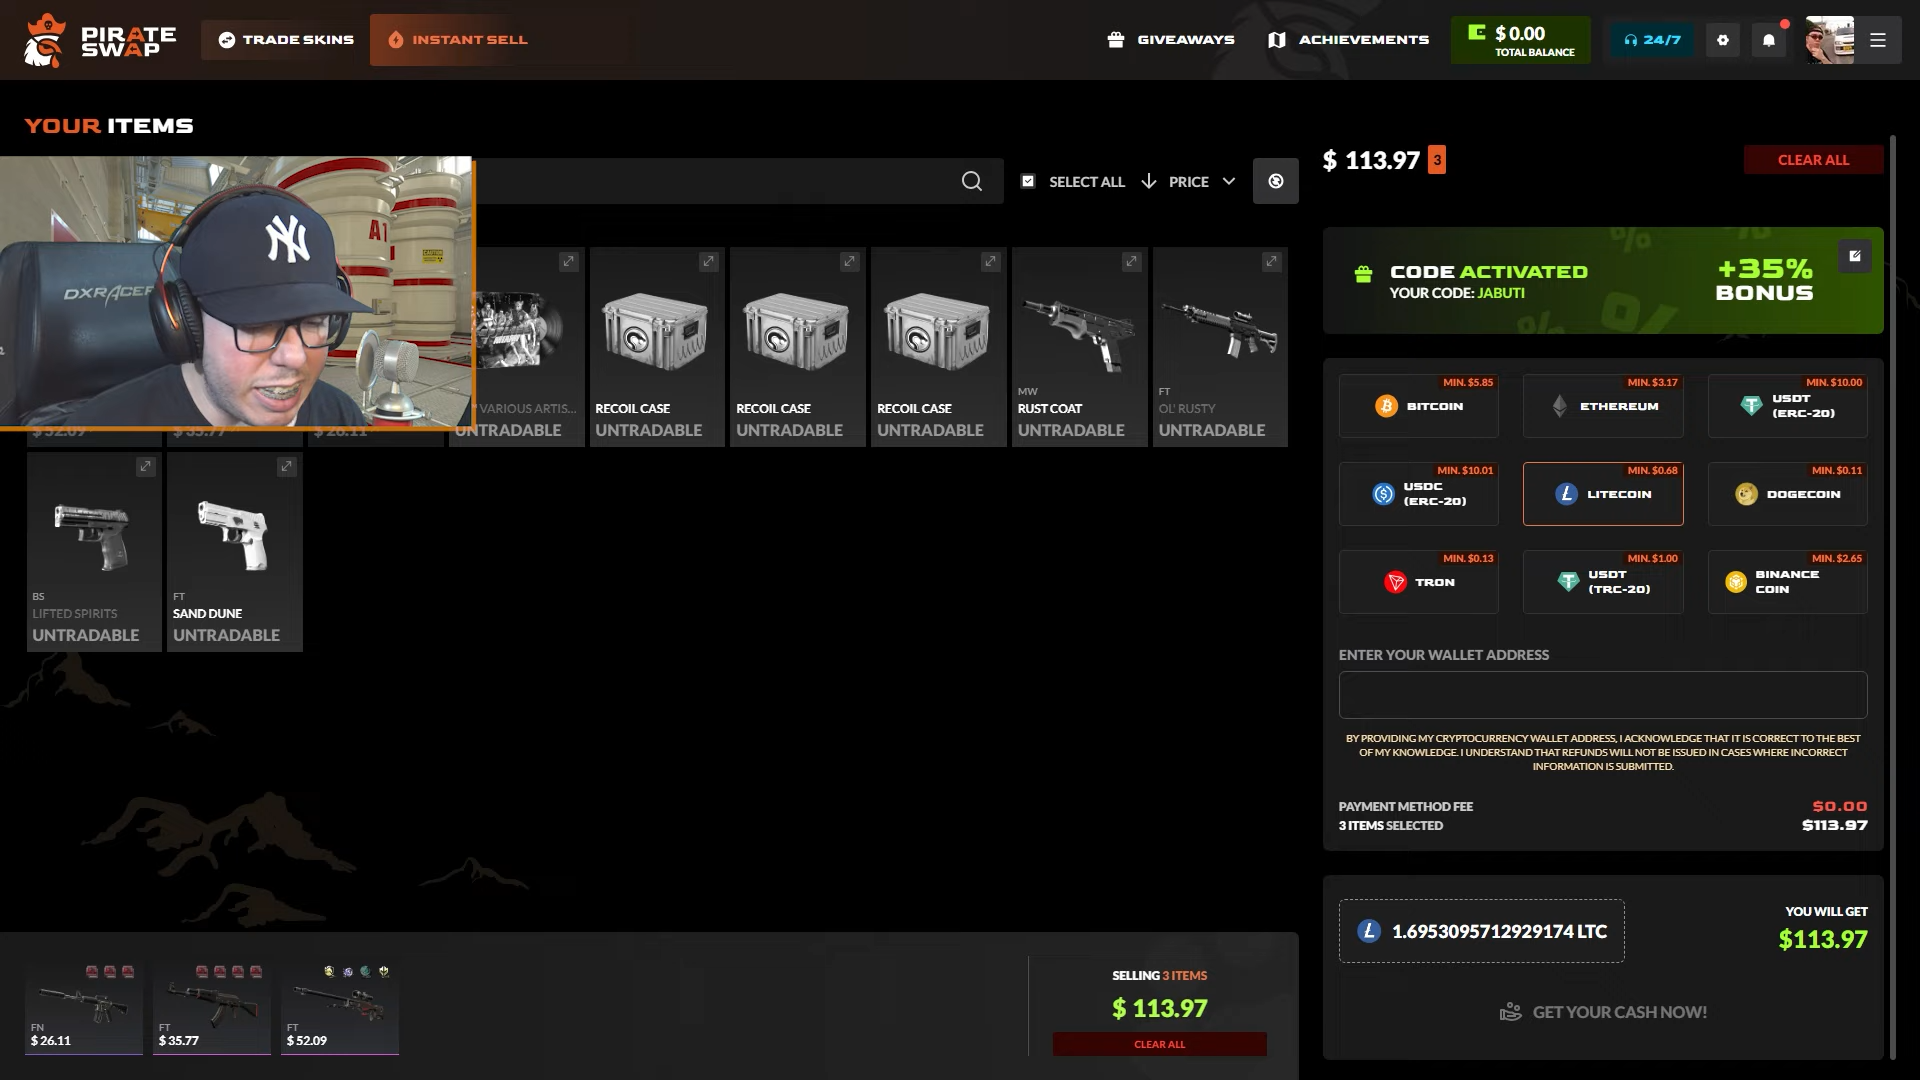 PIRATE
SWAP
TRADE SKINS
INSTANT SELL
GIVEAWAYS
ACHIEVEMENTS
$ 0.00
TOTAL BALANCE
24/7
YOUR ITEMS
SELECT ALL
PRICE
$ 113.97 3
CLEAR ALL
CODE ACTIVATED
YOUR CODE: JABUTI
+35%
BONUS
A1
NY
DXRACER
VARIOUS ARTIS...
UNTRADABLE
RECOIL CASE
UNTRADABLE
RECOIL CASE
UNTRADABLE
RECOIL CASE
UNTRADABLE
MW
RUST COAT
UNTRADABLE
FT
OL' RUSTY
UNTRADABLE
$ 52.09
$ 35.77
$ 26.11
BS
LIFTED SPIRITS
UNTRADABLE
FT
SAND DUNE
UNTRADABLE
MIN. $5.85
BITCOIN
MIN. $3.17
ETHEREUM
MIN. $10.00
USDT
(ERC-20)
MIN. $10.01
USDC
(ERC-20)
MIN. $0.68
LITECOIN
MIN. $0.11
DOGECOIN
MIN. $0.13
TRON
MIN. $1.00
USDT
(TRC-20)
MIN. $2.65
BINANCE
COIN
ENTER YOUR WALLET ADDRESS
BY PROVIDING MY CRYPTOCURRENCY WALLET ADDRESS, I ACKNOWLEDGE THAT IT IS CORRECT TO THE BEST
OF MY KNOWLEDGE. I UNDERSTAND THAT REFUNDS WILL NOT BE ISSUED IN CASES WHERE INCORRECT
INFORMATION IS SUBMITTED.
PAYMENT METHOD FEE
$0.00
3 ITEMS SELECTED
$113.97
1.6953095712929174 LTC
YOU WILL GET
$113.97
GET YOUR CASH NOW!
FN
$ 26.11
FT
$ 35.77
FT
$ 52.09
SELLING 3 ITEMS
$ 113.97
CLEAR ALL